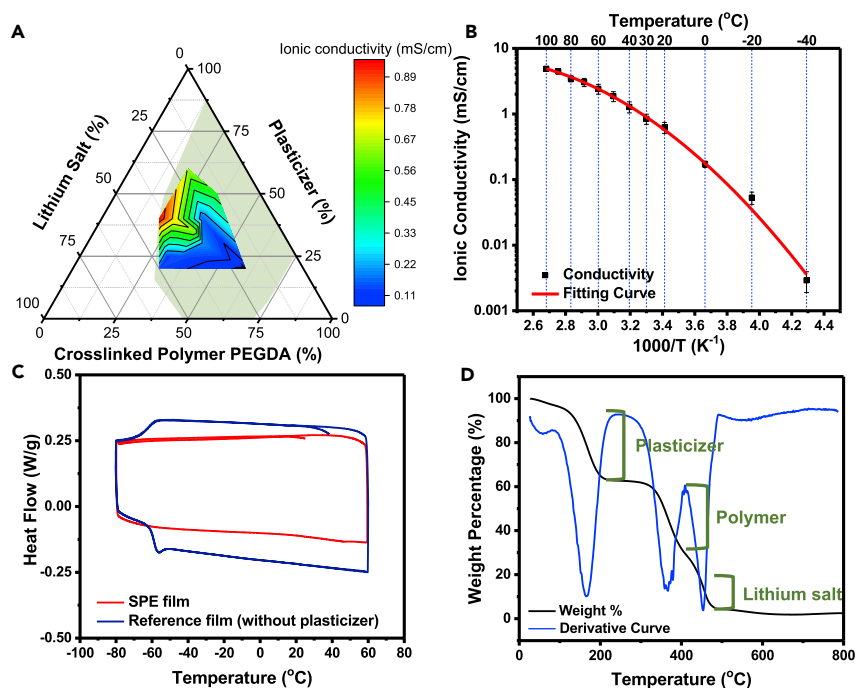 A
Ionic conductivity (mS/cm)
0
100
25
75
50
50
75
25
100
0
0
25
50
75
100
Lithium Salt (%)
Plasticizer (%)
Crosslinked Polymer PEGDA (%)
0.89
0.78
0.67
0.55
0.44
0.33
0.22
0.11
B
Temperature (°C)
100 80 60 40 30 20 0 -20 -40
Ionic Conductivity (mS/cm)
10
1
0.1
0.01
0.001
Conductivity
Fitting Curve
2.6 2.8 3.0 3.2 3.4 3.6 3.8 4.0 4.2 4.4
1000/T (K⁻¹)
C
Heat Flow (W/g)
0.50
0.25
0.00
-0.25
-0.50
SPE film
Reference film (without plasticizer)
-100 -80 -60 -40 -20 0 20 40 60 80
Temperature (°C)
D
Weight Percentage (%)
100
80
60
40
20
0
Plasticizer
Polymer
Lithium salt
Weight %
Derivative Curve
0 200 400 600 800
Temperature (°C)